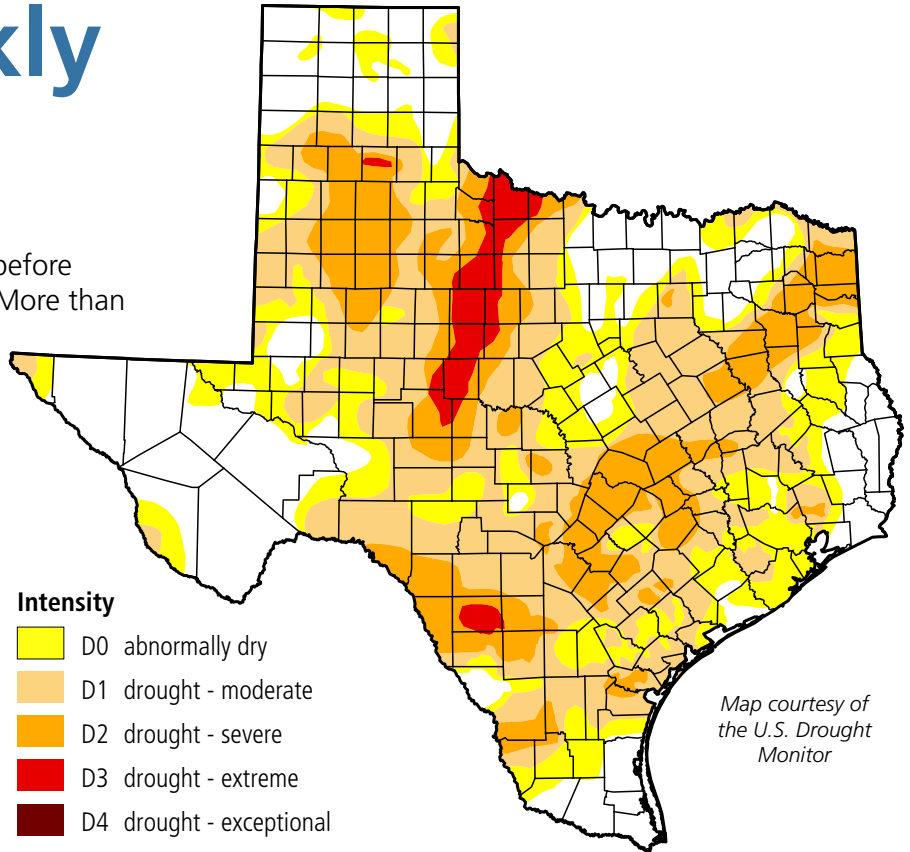 kly
before
More than
Intensity
D0 abnormally dry
D1 drought - moderate
D2 drought - severe
D3 drought - extreme
D4 drought - exceptional
Map courtesy of
the U.S. Drought
Monitor